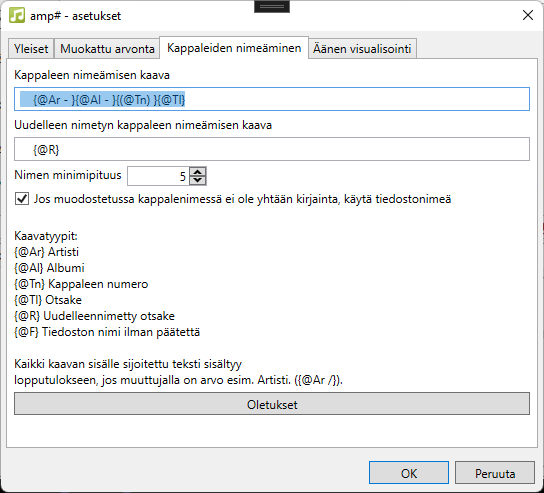 amp# - asetukset
Yleiset Muokattu arvonta Kappaleiden nimeäminen Äänen visualisointi
Kappaleen nimeämisen kaava
{@Ar - }{@Al - }{(@Tn) }{@Tl}
Uudelleen nimetyn kappaleen nimeämisen kaava
{@R}
Nimen minimipituus 5
Jos muodostetussa kappalenimessä ei ole yhtään kirjainta, käytä tiedostonimeä
Kaavatyypit:
{@Ar} Artisti
{@Al} Albumi
{@Tn} Kappaleen numero
{@Tl} Otsake
{@R} Uudelleennimetty otsake
{@F} Tiedoston nimi ilman päätettä
Kaikki kaavan sisälle sijoitettu teksti sisältyy
lopputulokseen, jos muuttujalla on arvo esim. Artisti. ({@Ar /}).
Oletukset
OK Peruuta